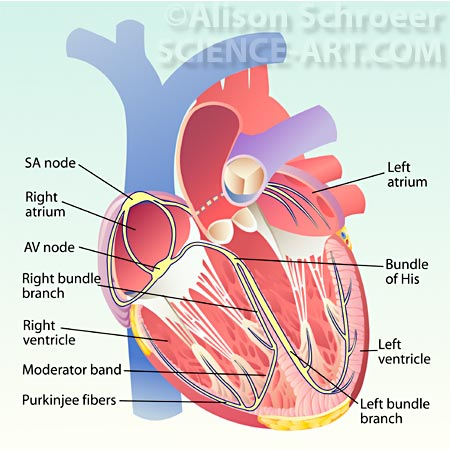 ©Alison Schroeer
SCIENCE-ART.COM
SA node
Right
atrium
AV node
Right bundle
branch
Right
ventricle
Moderator band
Purkinjee fibers
Left
atrium
Bundle
of His
Left
ventricle
Left bundle
branch